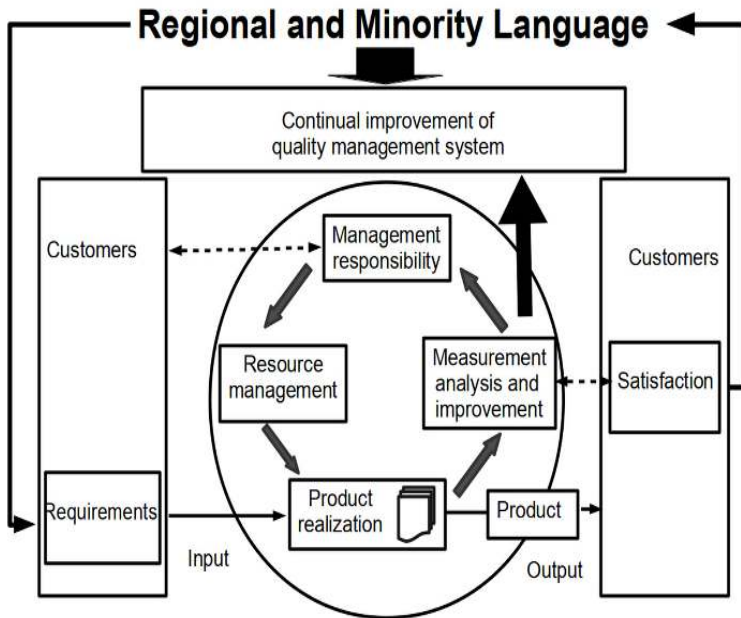 Regional and Minority Language
Continual improvement of
quality management system
Customers
Management
responsibility
Customers
Resource
management
Measurement
analysis and
improvement
Satisfaction
Requirements
Product
realization
Product
Input
Output